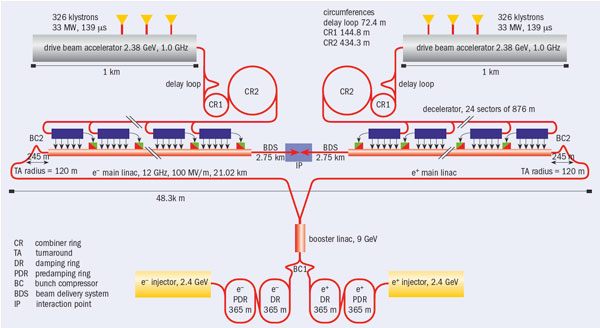 326 klystrons
33 MW, 139 μs
drive beam accelerator 2.38 GeV, 1.0 GHz
1 km
delay loop
CR1
CR2
circumferences
delay loop 72.4 m
CR1 144.8 m
CR2 434.3 m
326 klystrons
33 MW, 139 μs
drive beam accelerator 2.38 GeV, 1.0 GHz
1 km
delay loop
CR2
CR1
decelerator, 24 sectors of 876 m
BC2
245 m
TA radius = 120 m
BDS
2.75 km
IP
BDS
2.75 km
BC2
245 m
TA radius = 120 m
e⁻ main linac, 12 GHz, 100 MV/m, 21.02 km
e⁺ main linac
48.3k m
CR combiner ring
TA turnaround
DR damping ring
PDR predamping ring
BC bunch compressor
BDS beam delivery system
IP interaction point
booster linac, 9 GeV
BC1
e⁻ injector, 2.4 GeV
e⁻
PDR
365 m
e⁻
DR
365 m
e⁺
DR
365 m
e⁺
PDR
365 m
e⁺ injector, 2.4 GeV